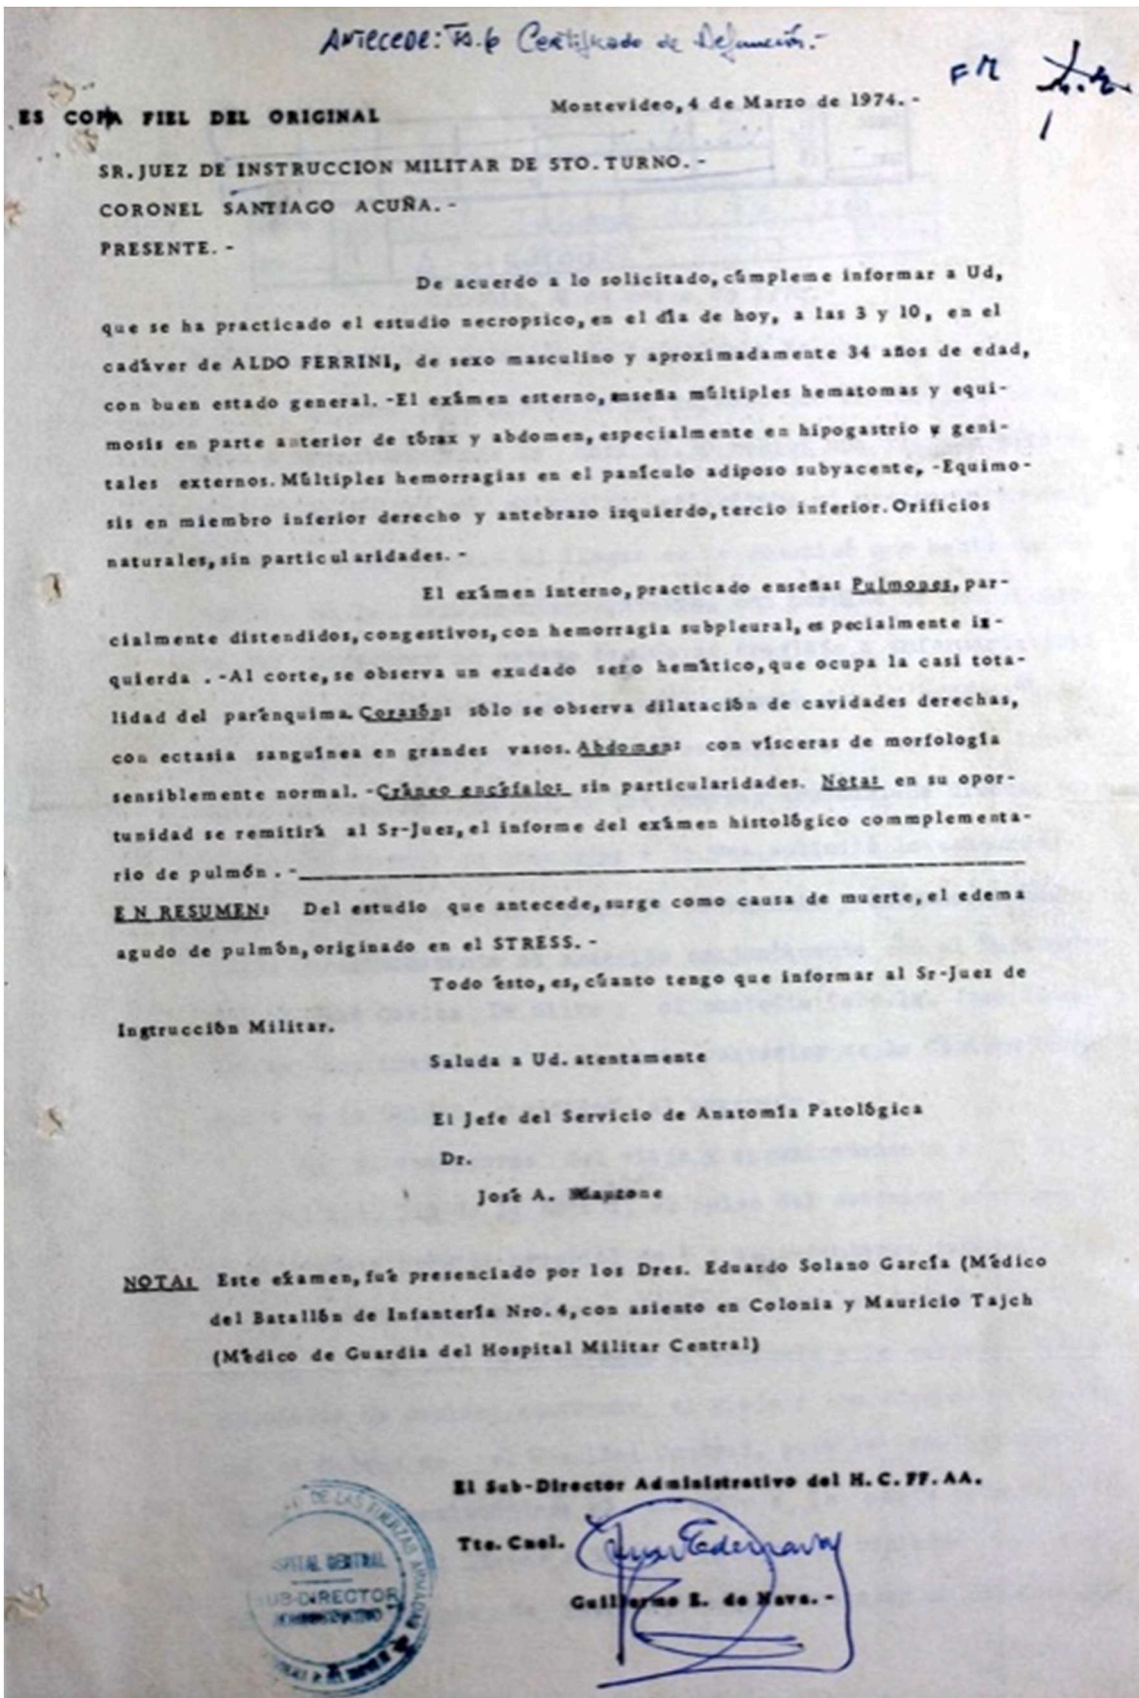 Antecede: Fs. 6 Certificado de Defunción.-
FM
ES COPIA FIEL DEL ORIGINAL
Montevideo, 4 de Marzo de 1974. -
SR. JUEZ DE INSTRUCCION MILITAR DE 5TO. TURNO. -
CORONEL SANTIAGO ACUÑA. -
PRESENTE. -
De acuerdo a lo solicitado, cúmpleme informar a Ud,
que se ha practicado el estudio necropsico, en el día de hoy, a las 3 y 10, en el
cadáver de ALDO FERRINI, de sexo masculino y aproximadamente 34 años de edad,
con buen estado general. -El exámen esterno, enseña múltiples hematomas y equi-
mosis en parte anterior de tórax y abdomen, especialmente en hipogastrio y geni-
tales externos. Múltiples hemorragias en el panículo adiposo subyacente, -Equimo-
sis en miembro inferior derecho y antebrazo izquierdo, tercio inferior. Orificios
naturales, sin particularidades. -
El exámen interno, practicado enseña: Pulmones, par-
cialmente distendidos, congestivos, con hemorragia subpleural, es pecialmente iz-
quierda . -Al corte, se observa un exudado sero hemático, que ocupa la casi tota-
lidad del parénquima. Corazón: sólo se observa dilatación de cavidades derechas,
con ectasia sanguínea en grandes vasos. Abdomen: con vísceras de morfología
sensiblemente normal. -Cráneo encéfalo: sin particularidades. Nota: en su opor-
tunidad se remitirá al Sr-Juez, el informe del exámen histológico commplementa-
rio de pulmón . -
EN RESUMEN: Del estudio que antecede, surge como causa de muerte, el edema
agudo de pulmón, originado en el STRESS. -
Todo ésto, es, cúanto tengo que informar al Sr-Juez de
Instrucción Militar.
Saluda a Ud. atentamente
El Jefe del Servicio de Anatomía Patológica
Dr.
José A. Mautone
NOTA: Este examen, fué presenciado por los Dres. Eduardo Solano García (Médico
del Batallón de Infantería Nro. 4, con asiento en Colonia y Mauricio Tajch
(Médico de Guardia del Hospital Militar Central)
El Sub-Director Administrativo del H. C. FF. AA.
Tte. Cnel.
Guillermo E. de Nava. -
DE LAS FUERZAS ARMADAS
HOSPITAL CENTRAL
SUB-DIRECTOR